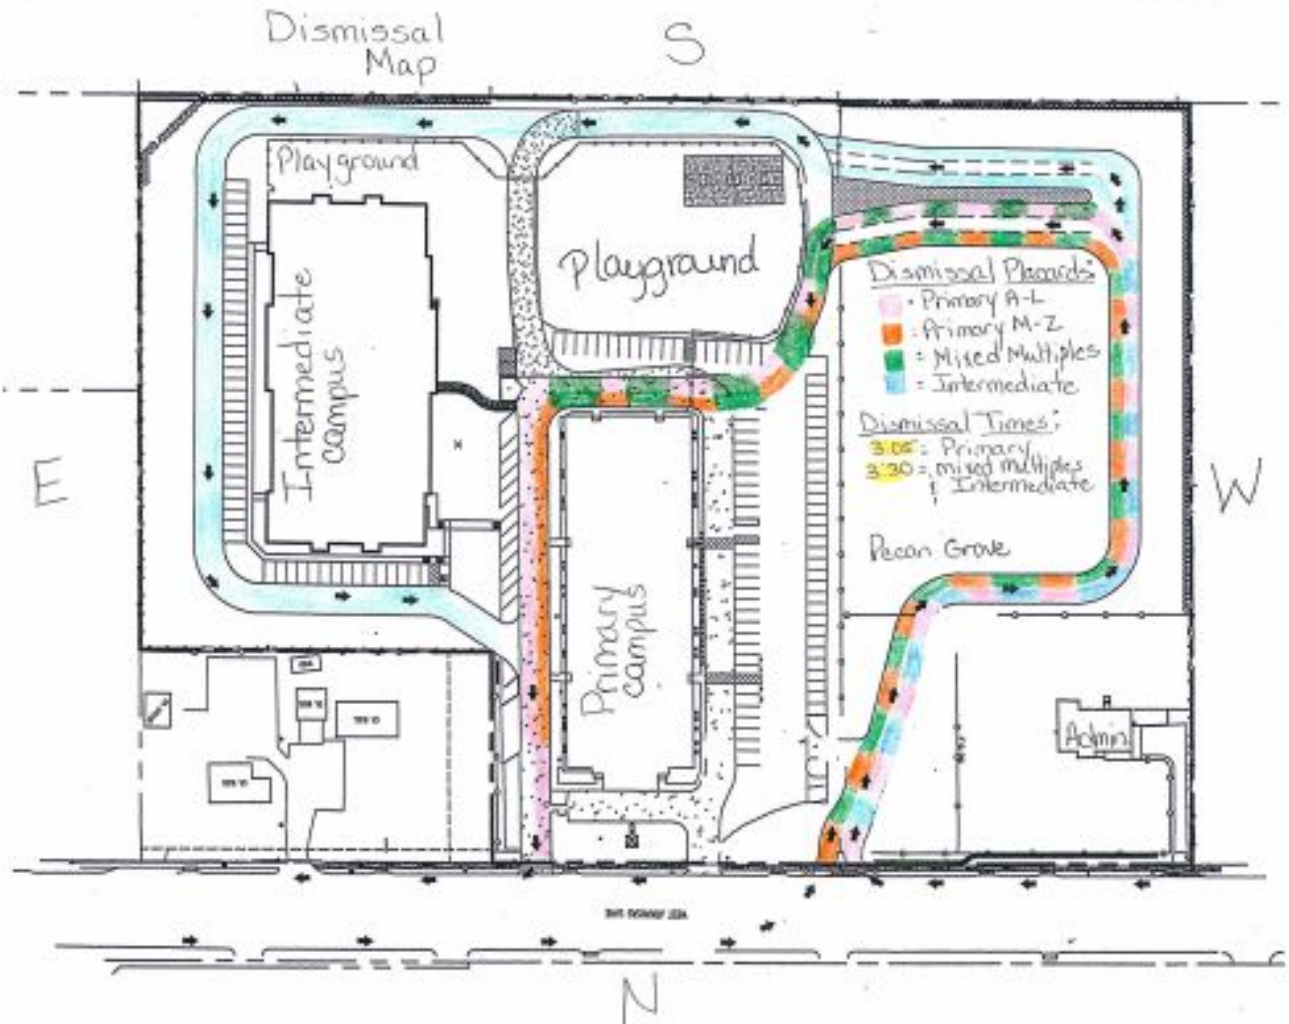 Dismissal
Map
S
Playground
Playground
Intermediate
campus
Dismissal Placards:
= Primary A-L
= Primary M-Z
= Mixed Multiples
= Intermediate
Dismissal Times:
3:05 = Primary
3:30 = Mixed Multiples
& Intermediate
E
W
Pecan Grove
Primary
campus
Admin
N